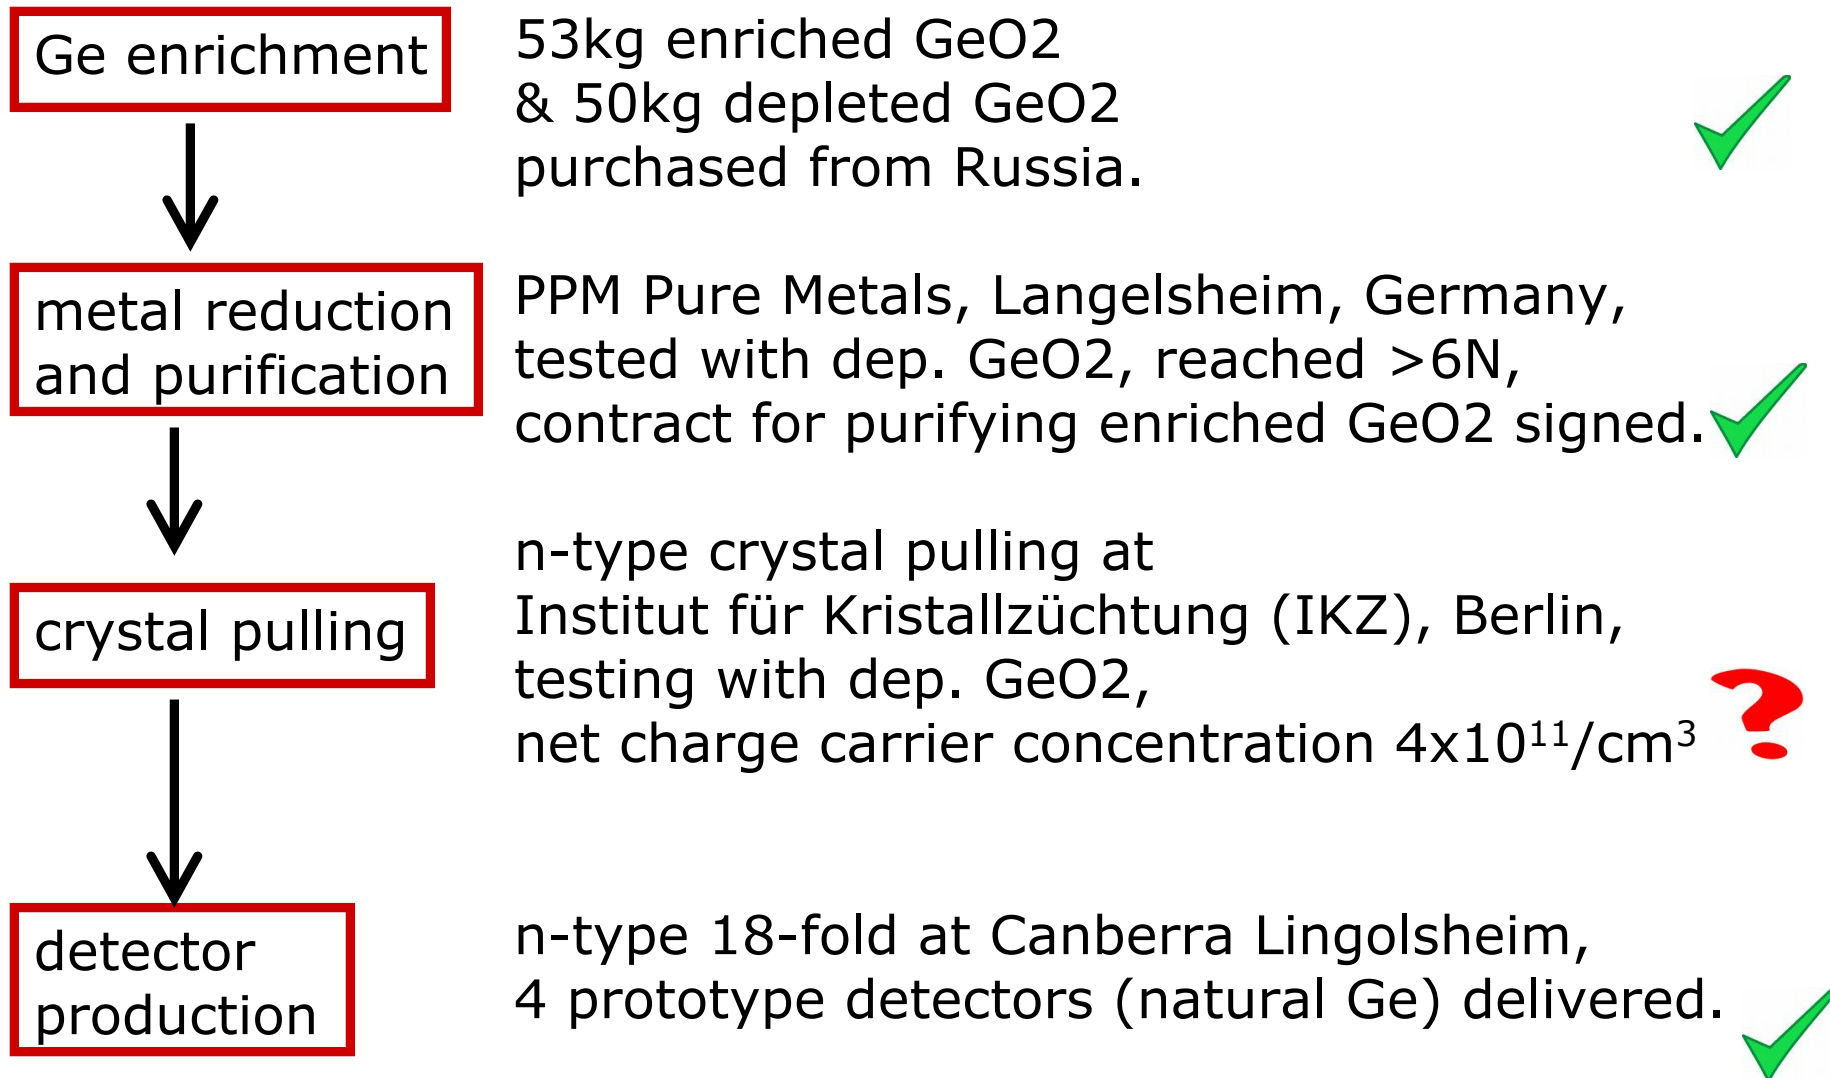 Ge enrichment
53kg enriched GeO2
& 50kg depleted GeO2
purchased from Russia.
metal reduction
and purification
PPM Pure Metals, Langelsheim, Germany,
tested with dep. GeO2, reached >6N,
contract for purifying enriched GeO2 signed.
crystal pulling
n-type crystal pulling at
Institut für Kristallzüchtung (IKZ), Berlin,
testing with dep. GeO2,
net charge carrier concentration 4x10¹¹/cm³
detector
production
n-type 18-fold at Canberra Lingolsheim,
4 prototype detectors (natural Ge) delivered.